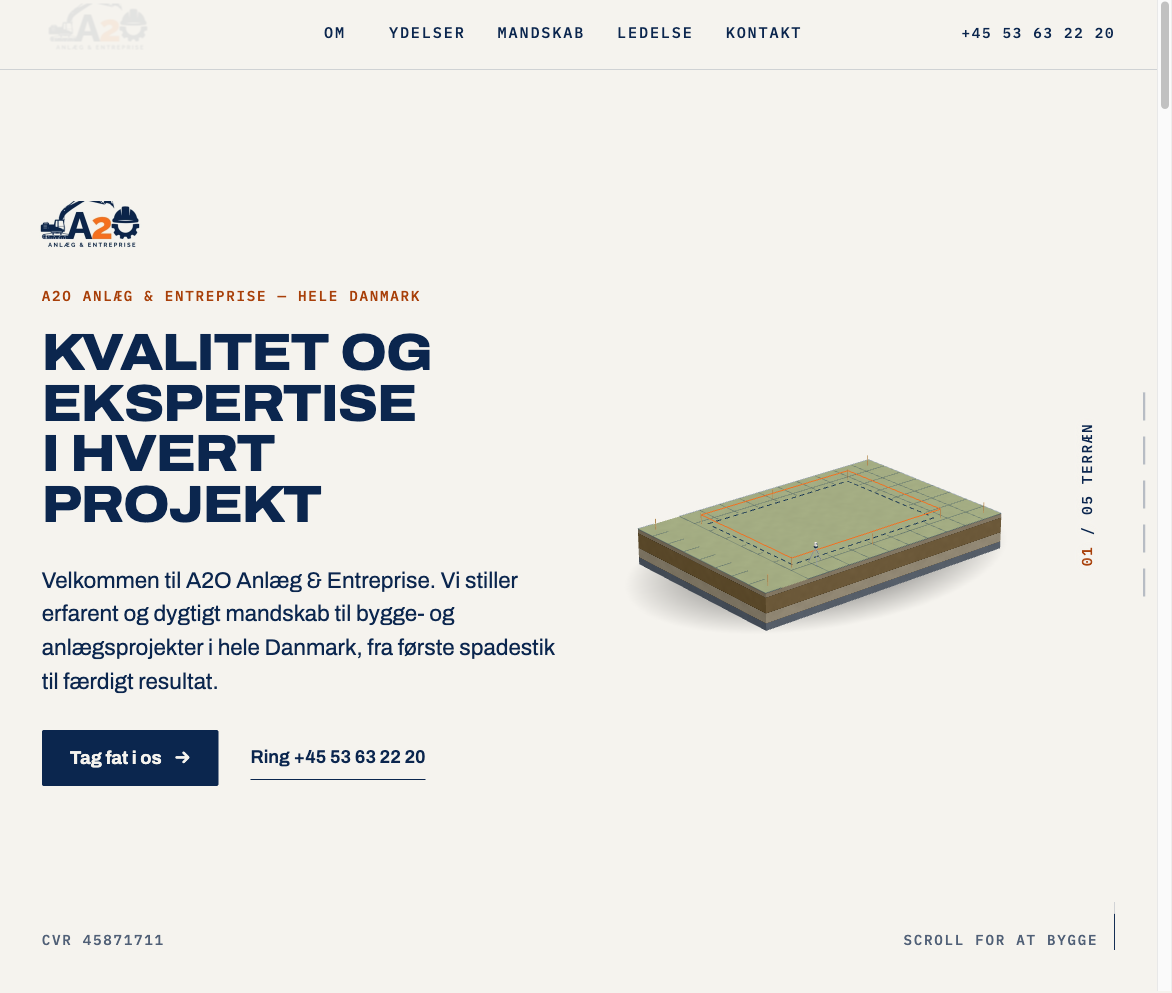 A2O
ANLÆG & ENTREPRISE
OM YDELSER MANDSKAB LEDELSE KONTAKT
+45 53 63 22 20
A2O
ANLÆG & ENTREPRISE
A2O ANLÆG & ENTREPRISE — HELE DANMARK
KVALITET OG
EKSPERTISE
I HVERT
PROJEKT
Velkommen til A2O Anlæg & Entreprise. Vi stiller
erfarent og dygtigt mandskab til bygge- og
anlægsprojekter i hele Danmark, fra første spadestik
til færdigt resultat.
Tag fat i os →
Ring +45 53 63 22 20
01 / 05 TERRÆN
CVR 45871711
SCROLL FOR AT BYGGE